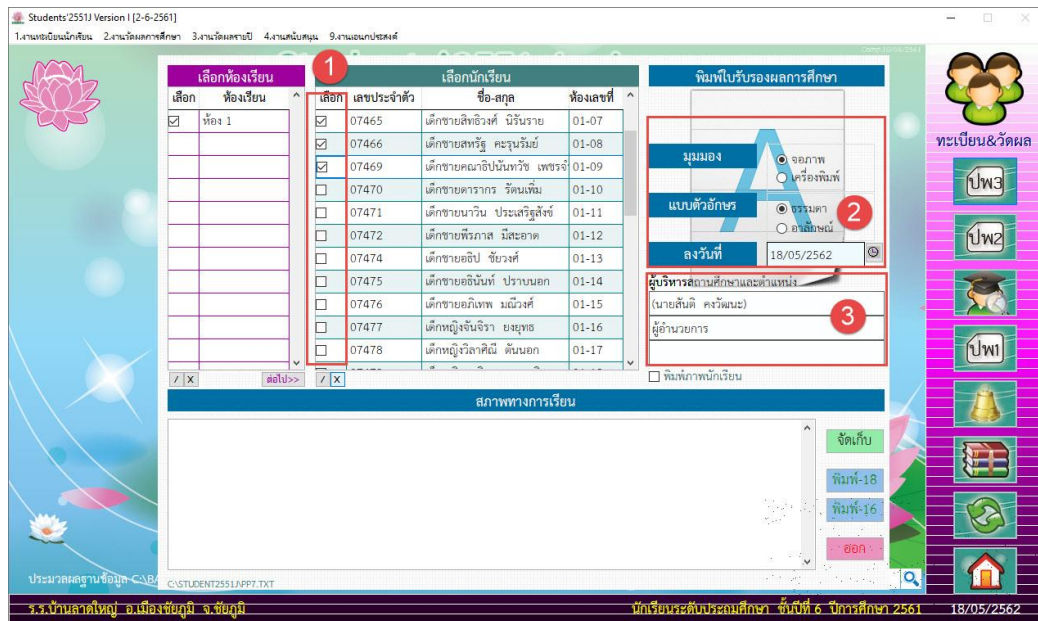 Students'2551J Version I [2-6-2561]
1.งานทะเบียนนักเรียน 2.งานวัดผลการศึกษา 3.งานวัดผลรายปี 4.งานสนับสนุน 9.งานเอนกประสงค์
1
เลือกห้องเรียน
เลือกนักเรียน
พิมพ์ใบรับรองผลการศึกษา
เลือก ห้องเรียน
เลือก เลขประจำตัว ชื่อ-สกุล ห้องเลขที่
ห้อง 1
07465 เด็กชายสิทธิวงศ์ นิรันราย 01-07
07466 เด็กชายสหรัฐ คะรุนรัมย์ 01-08
07469 เด็กชายคณาธิปนันทวัช เพชรจ 01-09
07470 เด็กชายดารากร รัตนเพิ่ม 01-10
07471 เด็กชายนาวิน ประเสริฐสังข์ 01-11
07472 เด็กชายพีรภาส มีสะอาด 01-12
07474 เด็กชายอธิป ชัยวงศ์ 01-13
07475 เด็กชายอธินันท์ ปราบนอก 01-14
07476 เด็กชายอภิเทพ มณีวงศ์ 01-15
07477 เด็กหญิงจันจิรา ยงยุทธ 01-16
07478 เด็กหญิงวิลาศิณี ตันนอก 01-17
/ X ต่อไป>>
/ X
มุมมอง
จอภาพ
เครื่องพิมพ์
แบบตัวอักษร
ธรรมดา
อาลักษณ์
2
ลงวันที่
18/05/2562
ผู้บริหารสถานศึกษาและตำแหน่ง
(นายสันติ คงวัฒนะ)
ผู้อำนวยการ
3
พิมพ์ภาพนักเรียน
สภาพทางการเรียน
จัดเก็บ
พิมพ์-18
พิมพ์-16
ออก
ทะเบียน&วัดผล
ปพ3
ปพ2
ปพ1
ประมวลผลฐานข้อมูล C:\BA
C:\STUDENT2551J\PP7.TXT
ร.ร.บ้านลาดใหญ่ อ.เมืองชัยภูมิ จ.ชัยภูมิ
นักเรียนระดับประถมศึกษา ชั้นปีที่ 6 ปีการศึกษา 2561
18/05/2562